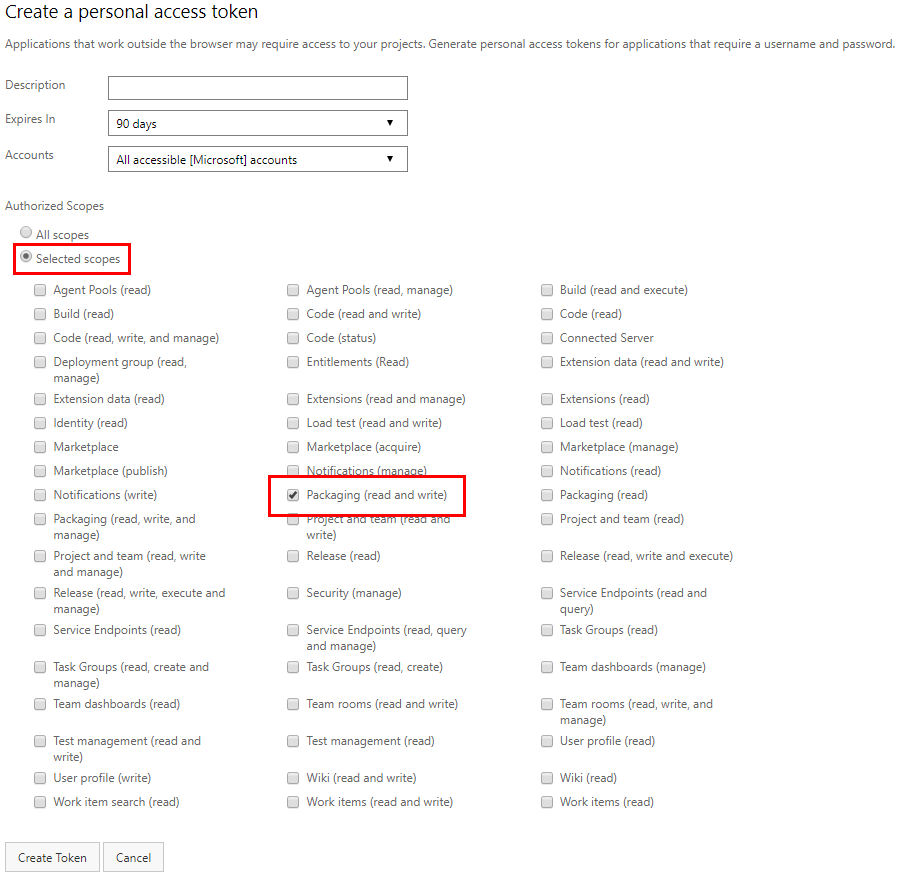 Create a personal access token
Applications that work outside the browser may require access to your projects. Generate personal access tokens for applications that require a username and password.
Description
Expires In
90 days
Accounts
All accessible [Microsoft] accounts
Authorized Scopes
All scopes
Selected scopes
Agent Pools (read)
Agent Pools (read, manage)
Build (read and execute)
Build (read)
Code (read and write)
Code (read)
Code (read, write, and manage)
Code (status)
Connected Server
Deployment group (read,
manage)
Entitlements (Read)
Extension data (read and write)
Extension data (read)
Extensions (read and manage)
Extensions (read)
Identity (read)
Load test (read and write)
Load test (read)
Marketplace
Marketplace (acquire)
Marketplace (manage)
Marketplace (publish)
Notifications (manage)
Notifications (read)
Notifications (write)
Packaging (read and write)
Packaging (read)
Packaging (read, write, and
manage)
Project and team (read and
write)
Project and team (read)
Project and team (read, write
and manage)
Release (read)
Release (read, write and execute)
Release (read, write, execute and
manage)
Security (manage)
Service Endpoints (read and
query)
Service Endpoints (read)
Service Endpoints (read, query
and manage)
Task Groups (read)
Task Groups (read, create and
manage)
Task Groups (read, create)
Team dashboards (manage)
Team dashboards (read)
Team rooms (read and write)
Team rooms (read, write, and
manage)
Test management (read and
write)
Test management (read)
User profile (read)
User profile (write)
Wiki (read and write)
Wiki (read)
Work item search (read)
Work items (read and write)
Work items (read)
Create Token
Cancel